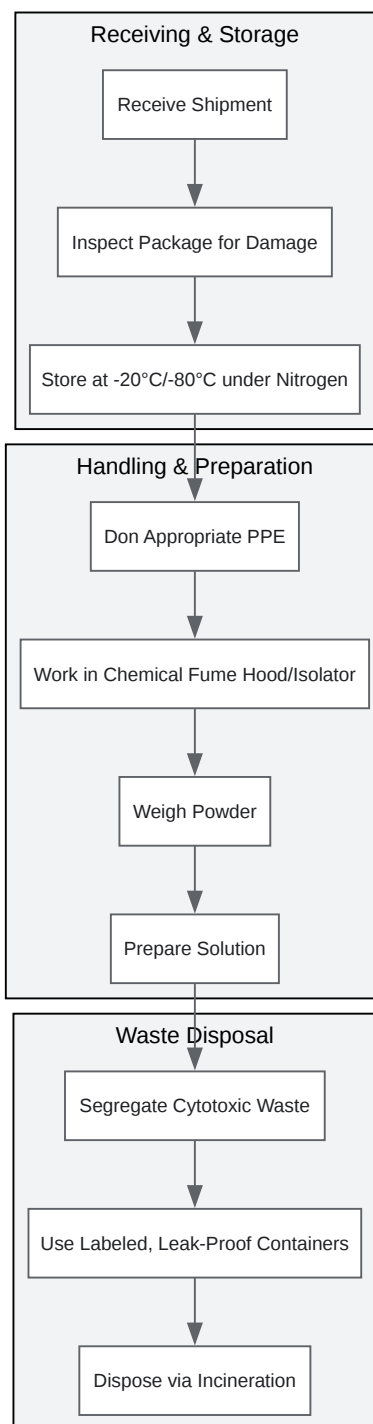 Receiving & Storage
Receive Shipment
Inspect Package for Damage
Store at -20°C/-80°C under Nitrogen
Handling & Preparation
Don Appropriate PPE
Work in Chemical Fume Hood/Isolator
Weigh Powder
Prepare Solution
Waste Disposal
Segregate Cytotoxic Waste
Use Labeled, Leak-Proof Containers
Dispose via Incineration